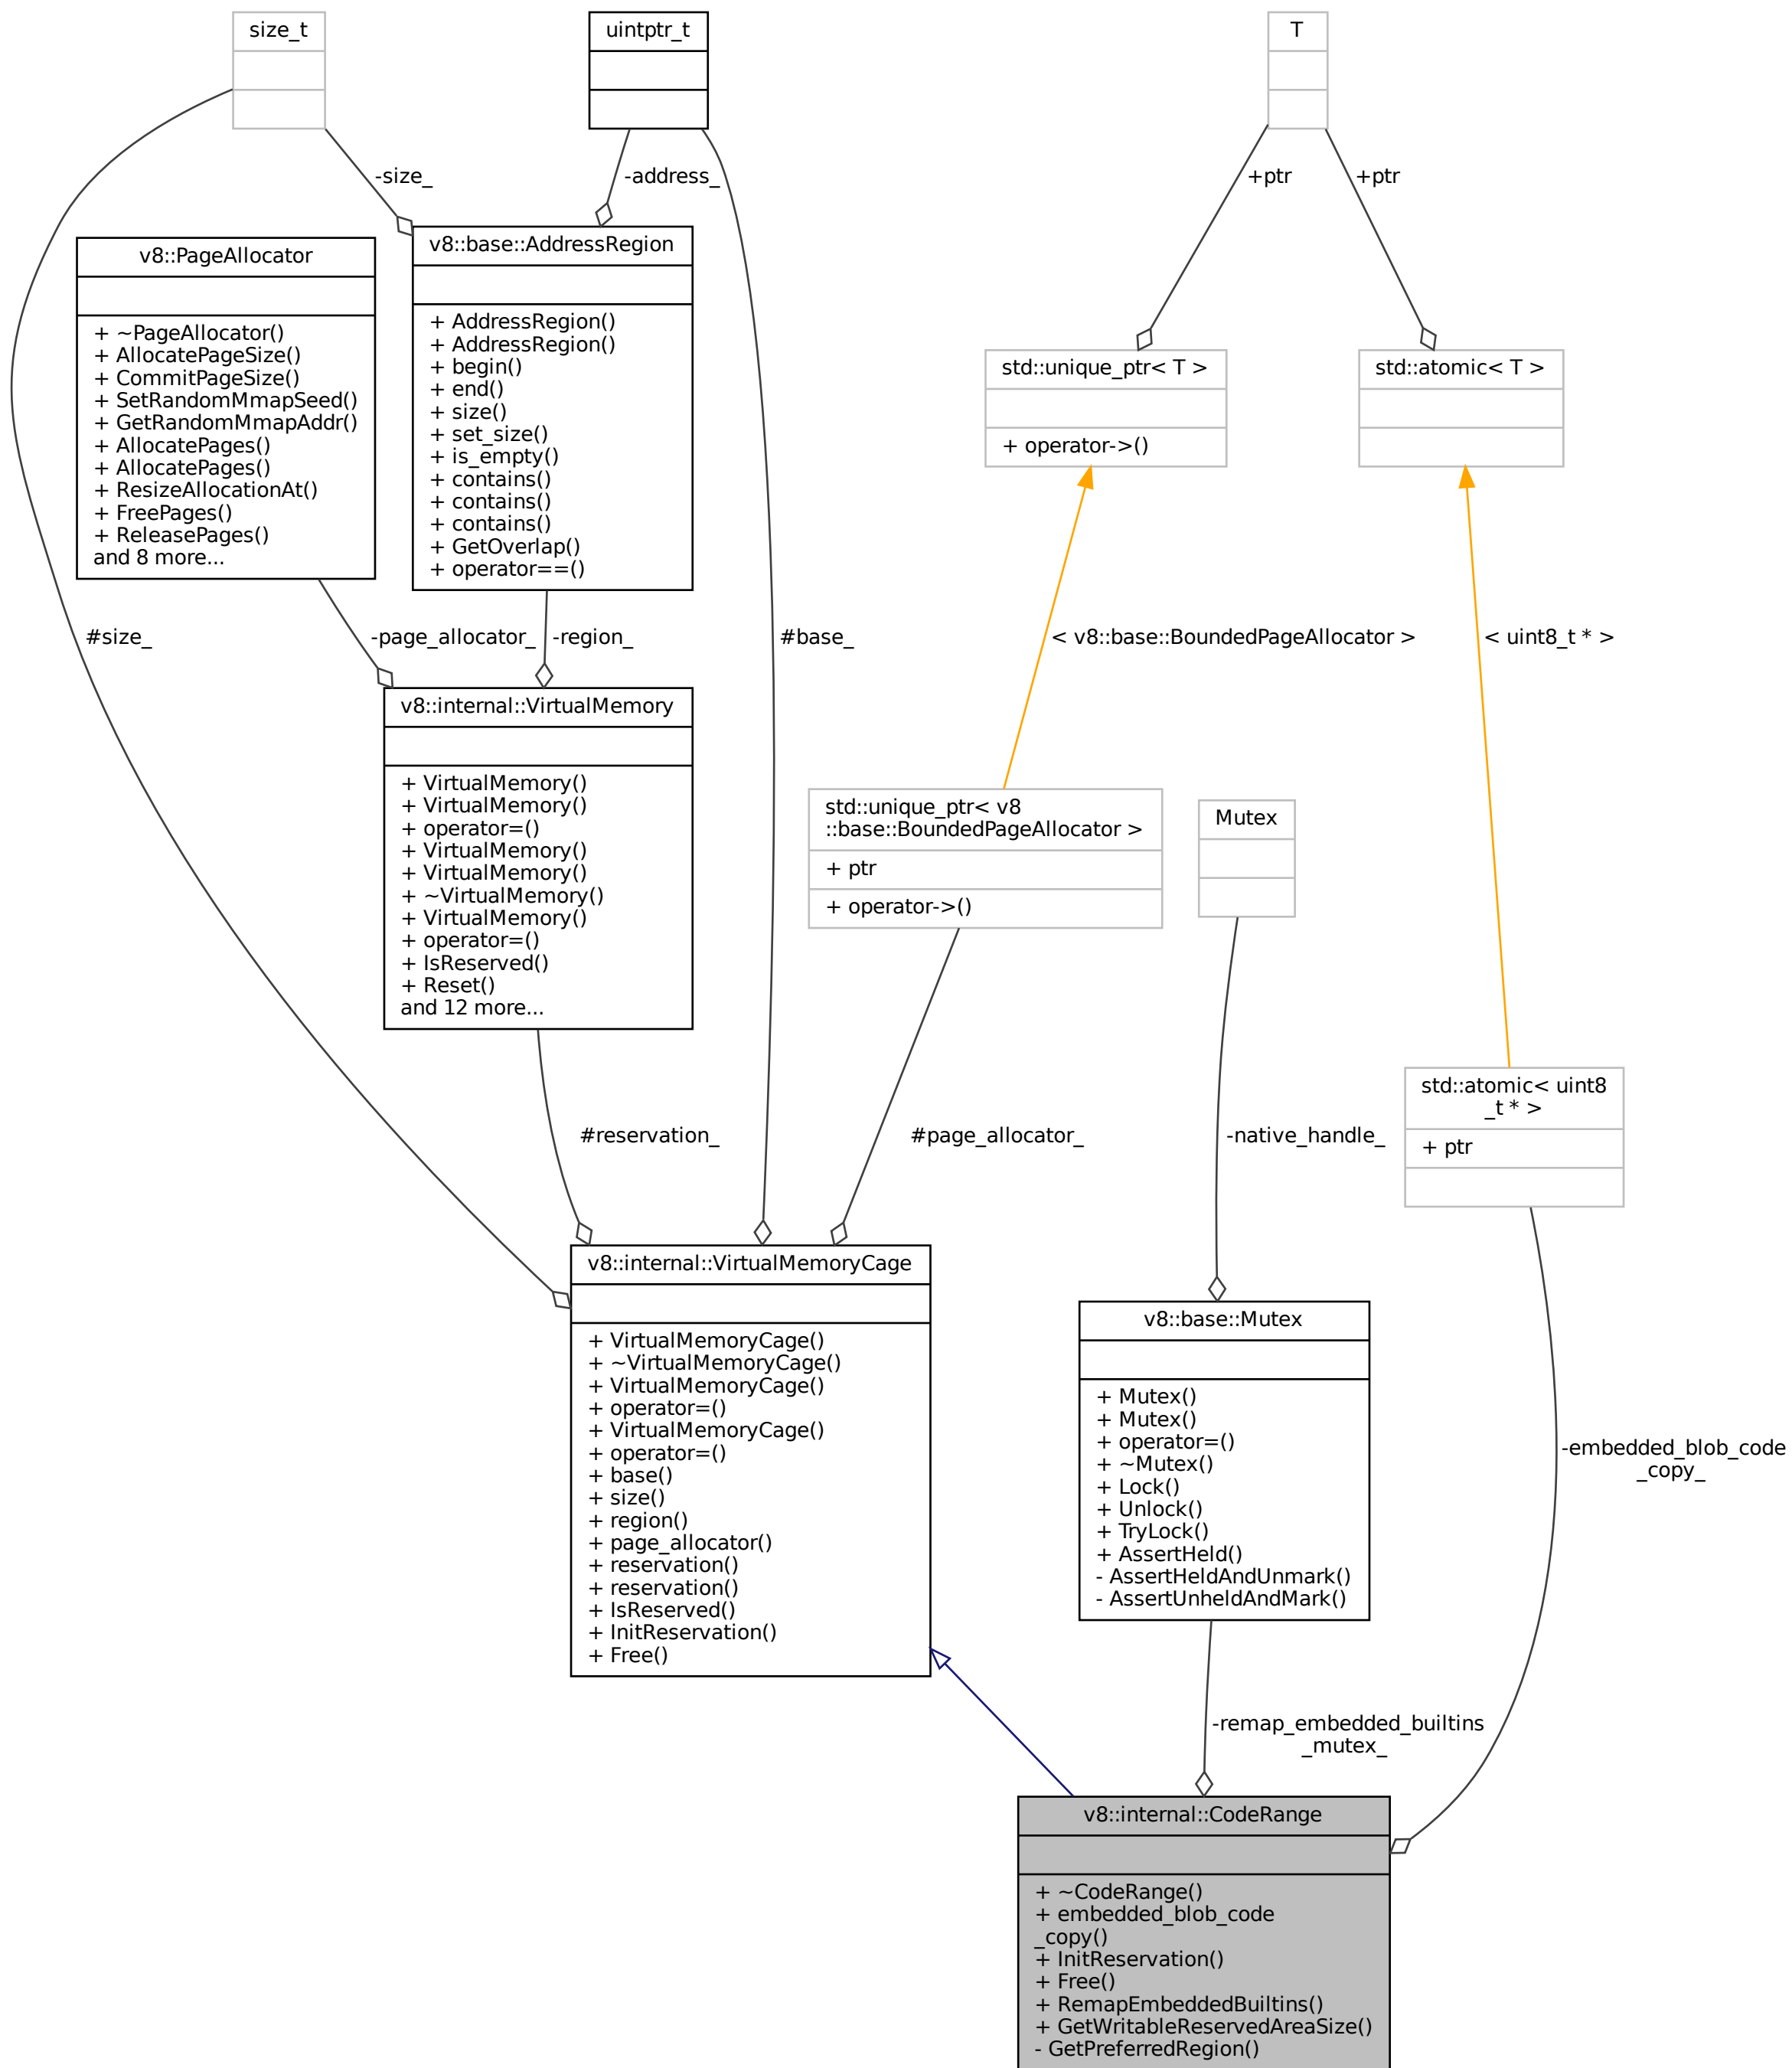 size_t
uintptr_t
T
-size_
-address_
+ptr
+ptr
v8::PageAllocator
+ ~PageAllocator()
+ AllocatePageSize()
+ CommitPageSize()
+ SetRandomMmapSeed()
+ GetRandomMmapAddr()
+ AllocatePages()
+ AllocatePages()
+ ResizeAllocationAt()
+ FreePages()
+ ReleasePages()
and 8 more...
v8::base::AddressRegion
+ AddressRegion()
+ AddressRegion()
+ begin()
+ end()
+ size()
+ set_size()
+ is_empty()
+ contains()
+ contains()
+ contains()
+ GetOverlap()
+ operator==()
std::unique_ptr< T >
+ operator->()
std::atomic< T >
#size_
-page_allocator_
-region_
#base_
< v8::base::BoundedPageAllocator >
< uint8_t * >
v8::internal::VirtualMemory
+ VirtualMemory()
+ VirtualMemory()
+ operator=()
+ VirtualMemory()
+ VirtualMemory()
+ ~VirtualMemory()
+ VirtualMemory()
+ operator=()
+ IsReserved()
+ Reset()
and 12 more...
std::unique_ptr< v8
::base::BoundedPageAllocator >
+ ptr
+ operator->()
Mutex
std::atomic< uint8
_t * >
+ ptr
#reservation_
#page_allocator_
-native_handle_
v8::internal::VirtualMemoryCage
+ VirtualMemoryCage()
+ ~VirtualMemoryCage()
+ VirtualMemoryCage()
+ operator=()
+ VirtualMemoryCage()
+ operator=()
+ base()
+ size()
+ region()
+ page_allocator()
+ reservation()
+ reservation()
+ IsReserved()
+ InitReservation()
+ Free()
v8::base::Mutex
+ Mutex()
+ Mutex()
+ operator=()
+ ~Mutex()
+ Lock()
+ Unlock()
+ TryLock()
+ AssertHeld()
- AssertHeldAndUnmark()
- AssertUnheldAndMark()
-embedded_blob_code
_copy_
-remap_embedded_builtins
_mutex_
v8::internal::CodeRange
+ ~CodeRange()
+ embedded_blob_code
_copy()
+ InitReservation()
+ Free()
+ RemapEmbeddedBuiltins()
+ GetWritableReservedAreaSize()
- GetPreferredRegion()